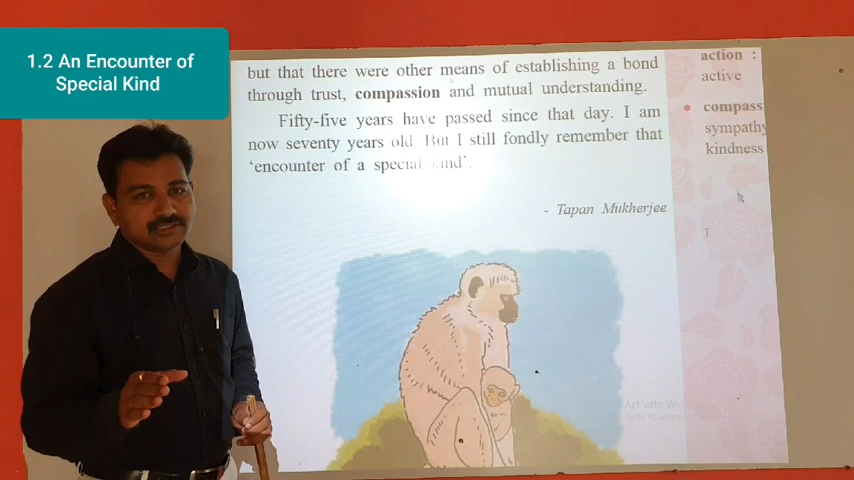 1.2 An Encounter of
Special Kind
but that there were other means of establishing a bond
through trust, compassion and mutual understanding.
Fifty-five years have passed since that day. I am
now seventy years old. But I still fondly remember that
‘encounter of a special kind’.
- Tapan Mukherjee
action :
active
compass
sympathy
kindness
Activate Win